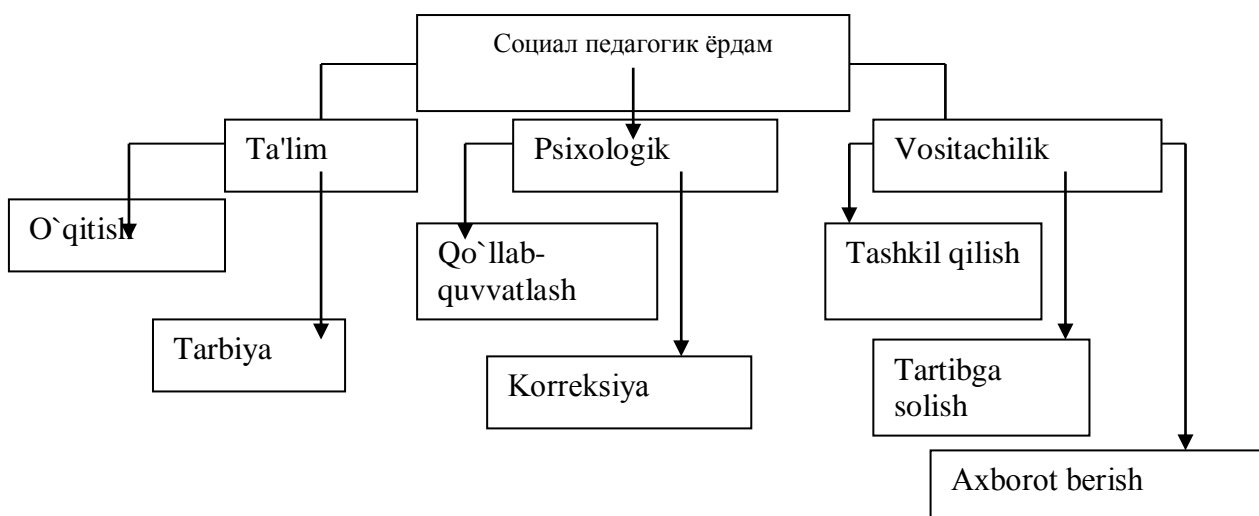 Социал педагогик ёрдам
Ta'lim
Psixologik
Vositachilik
O`qitish
Qo`llab-
quvvatlash
Tashkil qilish
Tarbiya
Korreksiya
Tartibga
solish
Axborot berish